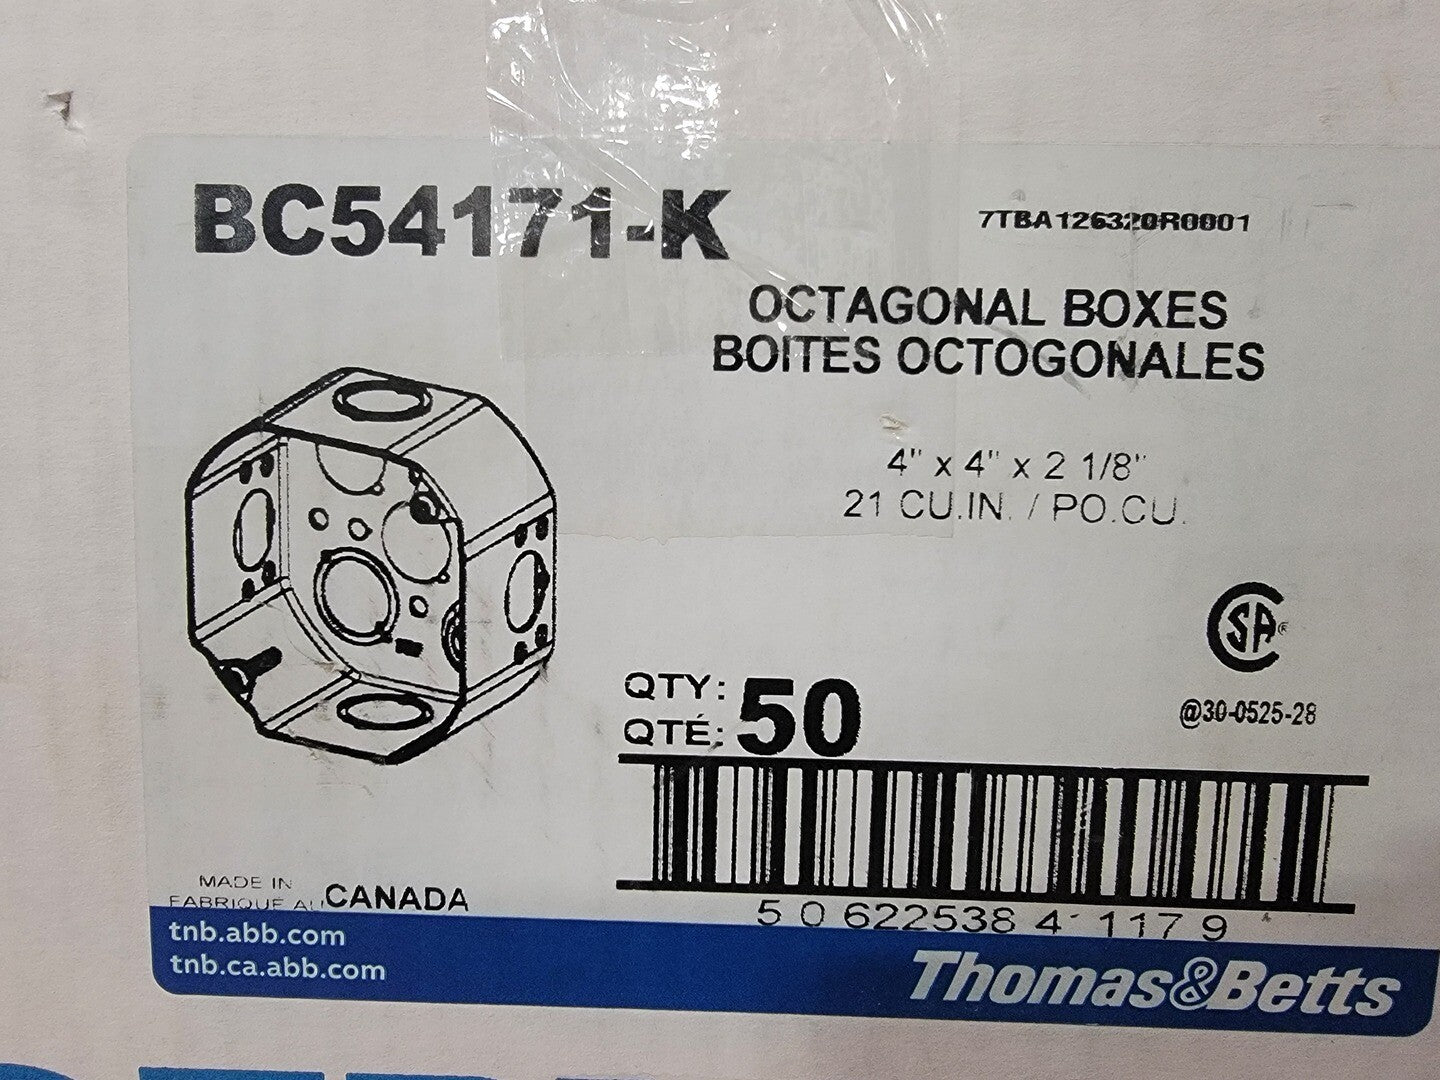 BC54171-K
7TBA126320R0001
OCTAGONAL BOXES
BOITES OCTOGONALES
4" x 4" x 2 1/8"
21 CU.IN. / PO.CU.
CSA®
@30-0525-28
QTY: 50
QTÉ:
5 0 622538 4 117 9
MADE IN
FABRIQUE AU CANADA
tnb.abb.com
tnb.ca.abb.com
Thomas&Betts